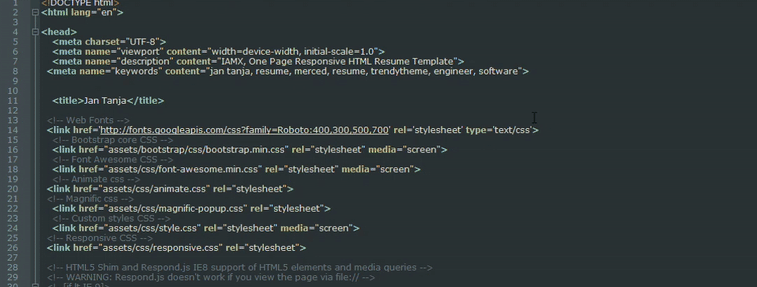 1 <!DOCTYPE html>
2 <html lang="en">
3
4 <head>
5 <meta charset="UTF-8">
6 <meta name="viewport" content="width=device-width, initial-scale=1.0">
7 <meta name="description" content="IAMX, One Page Responsive HTML Resume Template">
8 <meta name="keywords" content="jan tanja, resume, merced, resume, trendytheme, engineer, software">
9
10
11 <title>Jan Tanja</title>
12
13 <!-- Web Fonts -->
14 <link href='http://fonts.googleapis.com/css?family=Roboto:400,300,500,700' rel='stylesheet' type='text/css'>
15 <!-- Bootstrap core CSS -->
16 <link href="assets/bootstrap/css/bootstrap.min.css" rel="stylesheet" media="screen">
17 <!-- Font Awesome CSS -->
18 <link href="assets/css/font-awesome.min.css" rel="stylesheet" media="screen">
19 <!-- Animate css -->
20 <link href="assets/css/animate.css" rel="stylesheet">
21 <!-- Magnific css -->
22 <link href="assets/css/magnific-popup.css" rel="stylesheet">
23 <!-- Custom styles CSS -->
24 <link href="assets/css/style.css" rel="stylesheet" media="screen">
25 <!-- Responsive CSS -->
26 <link href="assets/css/responsive.css" rel="stylesheet">
27
28 <!-- HTML5 Shim and Respond.js IE8 support of HTML5 elements and media queries -->
29 <!-- WARNING: Respond.js doesn't work if you view the page via file:// -->
30 <!--[if lt IE 9]>